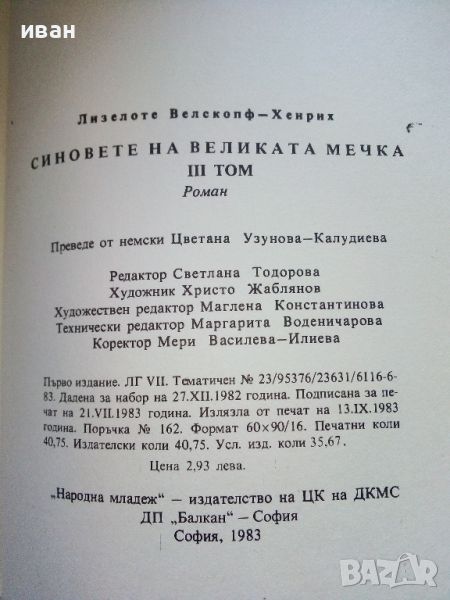 иван
Лизелоте Велскопф—Хенрих
СИНОВЕТЕ НА ВЕЛИКАТА МЕЧКА
III ТОМ
Роман
Преведе от немски Цветана Узунова—Калудиева
Редактор Светлана Тодорова
Художник Христо Жаблянов
Художествен редактор Маглена Константинова
Технически редактор Маргарита Воденичарова
Коректор Мери Василева—Илиева
Първо издание. ЛГ VII. Тематичен № 23/95376/23631/6116-6-
83. Дадена за набор на 27.XII.1982 година. Подписана за пе-
чат на 21.VII.1983 година. Излязла от печат на 13.IX.1983
година. Поръчка № 162. Формат 60×90/16. Печатни коли
40,75. Издателски коли 40,75. Усл. изд. коли 35,67.
Цена 2,93 лева.
„Народна младеж“ — издателство на ЦК на ДКМС
ДП „Балкан“—София
София, 1983
BAZAR